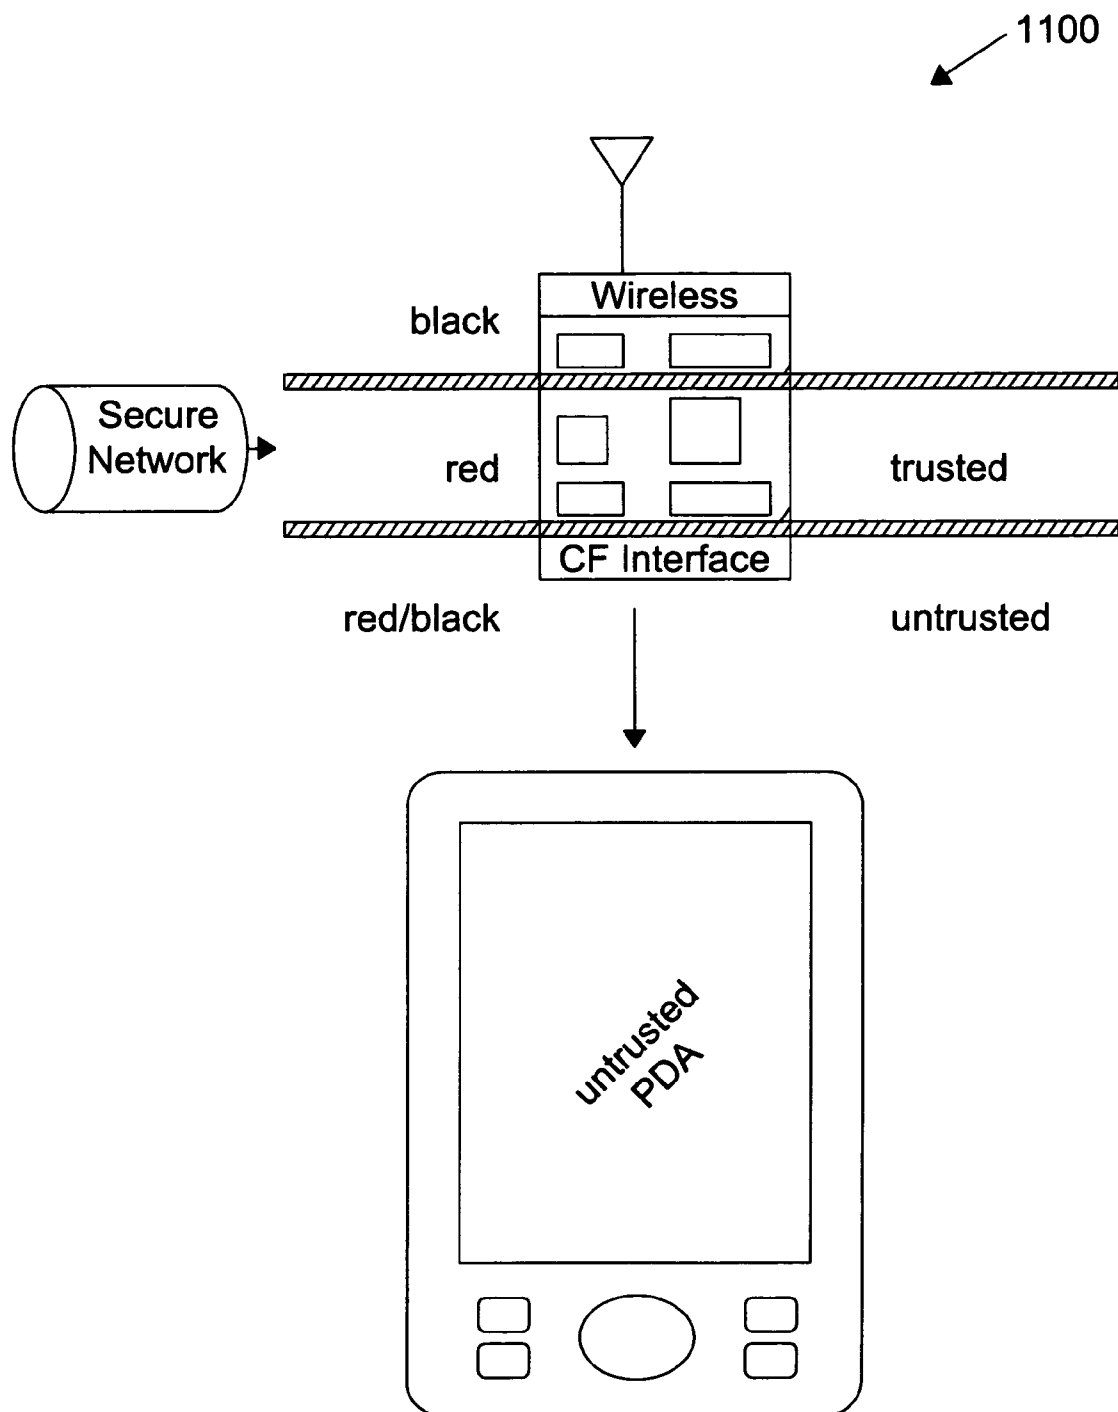 1100
Wireless
black
Secure
Network
red
trusted
CF Interface
red/black
untrusted
untrusted
PDA